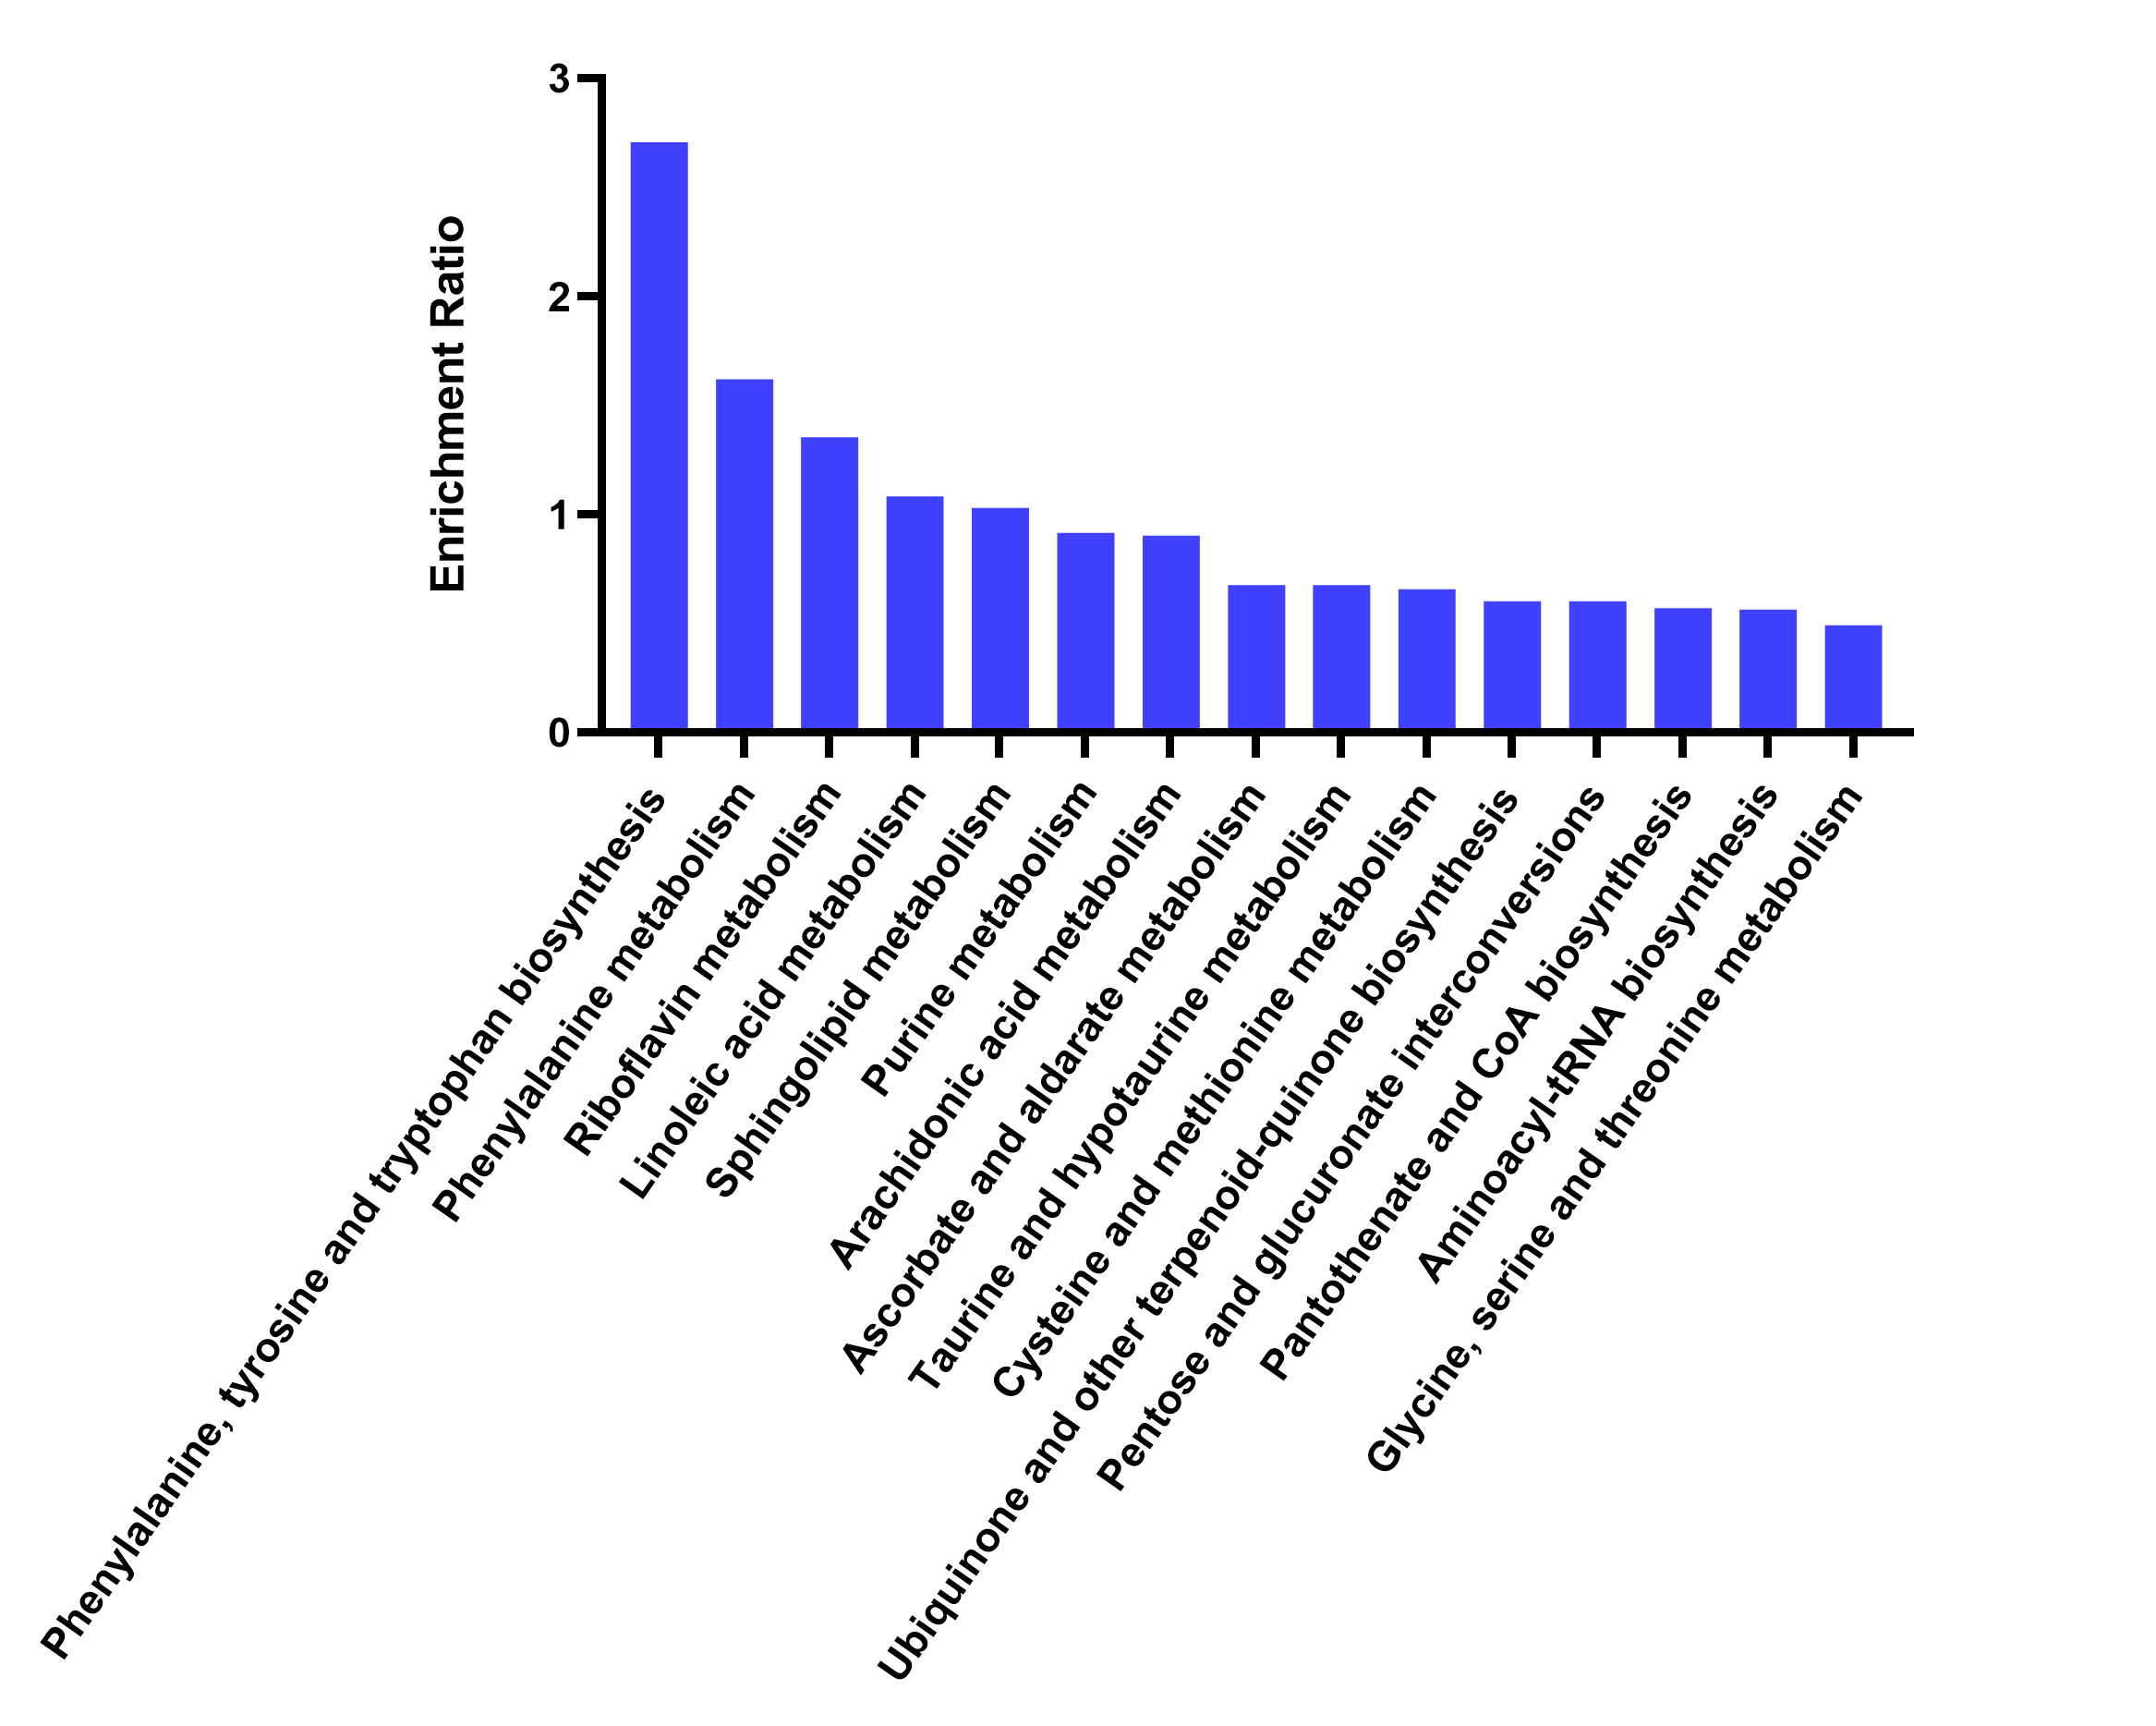 Enrichment Ratio
3
2
1
0
Phenylalanine, tyrosine and tryptophan biosynthesis
Phenylalanine metabolism
Riboflavin metabolism
Linoleic acid metabolism
Sphingolipid metabolism
Purine metabolism
Arachidonic acid metabolism
Ascorbate and aldarate metabolism
Taurine and hypotaurine metabolism
Cysteine and methionine metabolism
Ubiquinone and other terpenoid-quinone biosynthesis
Pentose and glucuronate interconversions
Pantothenate and CoA biosynthesis
Aminoacyl-tRNA biosynthesis
Glycine, serine and threonine metabolism